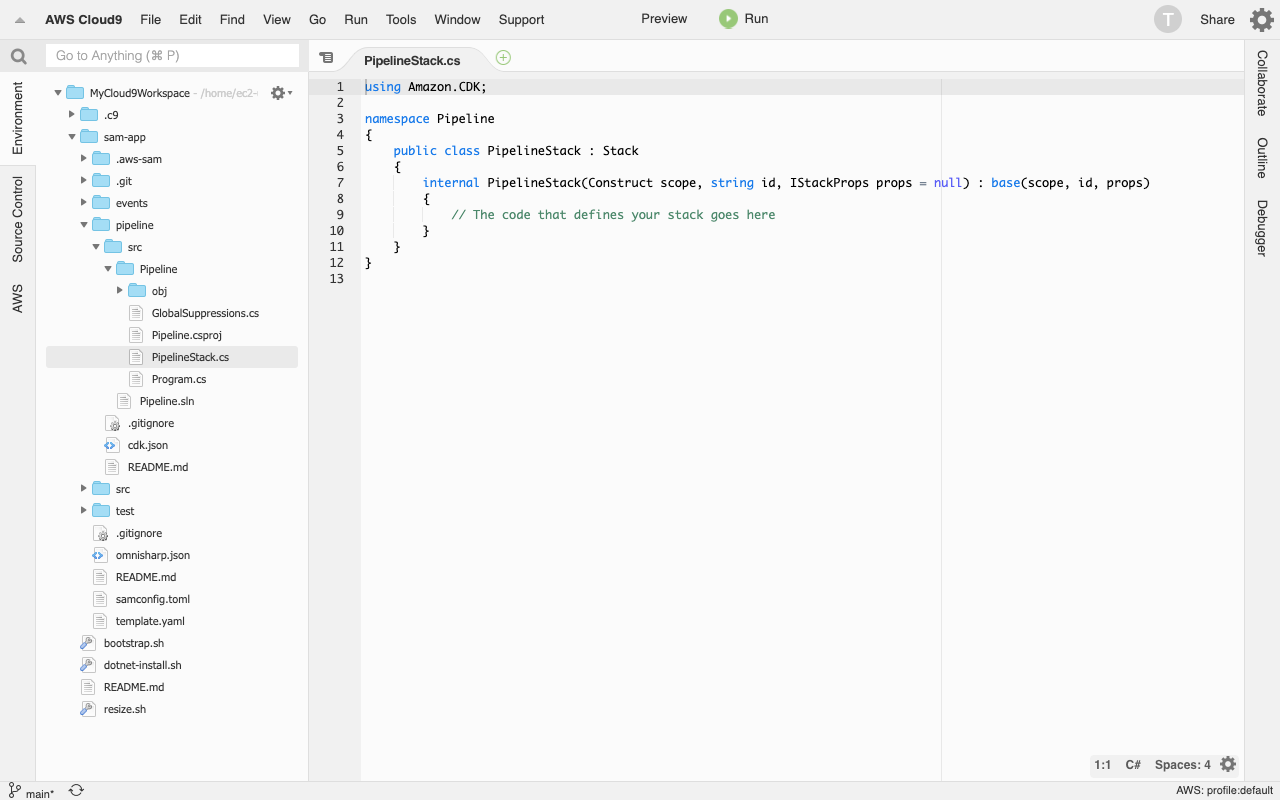 AWS Cloud9 File Edit Find View Go Run Tools Window Support Preview Run T Share
Go to Anything (⌘ P)
PipelineStack.cs
Environment
Source Control
AWS
MyCloud9Workspace - /home/ec2-
.c9
sam-app
.aws-sam
.git
events
pipeline
src
Pipeline
obj
GlobalSuppressions.cs
Pipeline.csproj
PipelineStack.cs
Program.cs
Pipeline.sln
.gitignore
cdk.json
README.md
src
test
.gitignore
omnisharp.json
README.md
samconfig.toml
template.yaml
bootstrap.sh
dotnet-install.sh
README.md
resize.sh
1 using Amazon.CDK;
2
3 namespace Pipeline
4 {
5     public class PipelineStack : Stack
6     {
7         internal PipelineStack(Construct scope, string id, IStackProps props = null) : base(scope, id, props)
8         {
9             // The code that defines your stack goes here
10         }
11     }
12 }
13
Collaborate
Outline
Debugger
1:1 C# Spaces: 4
main* AWS: profile:default